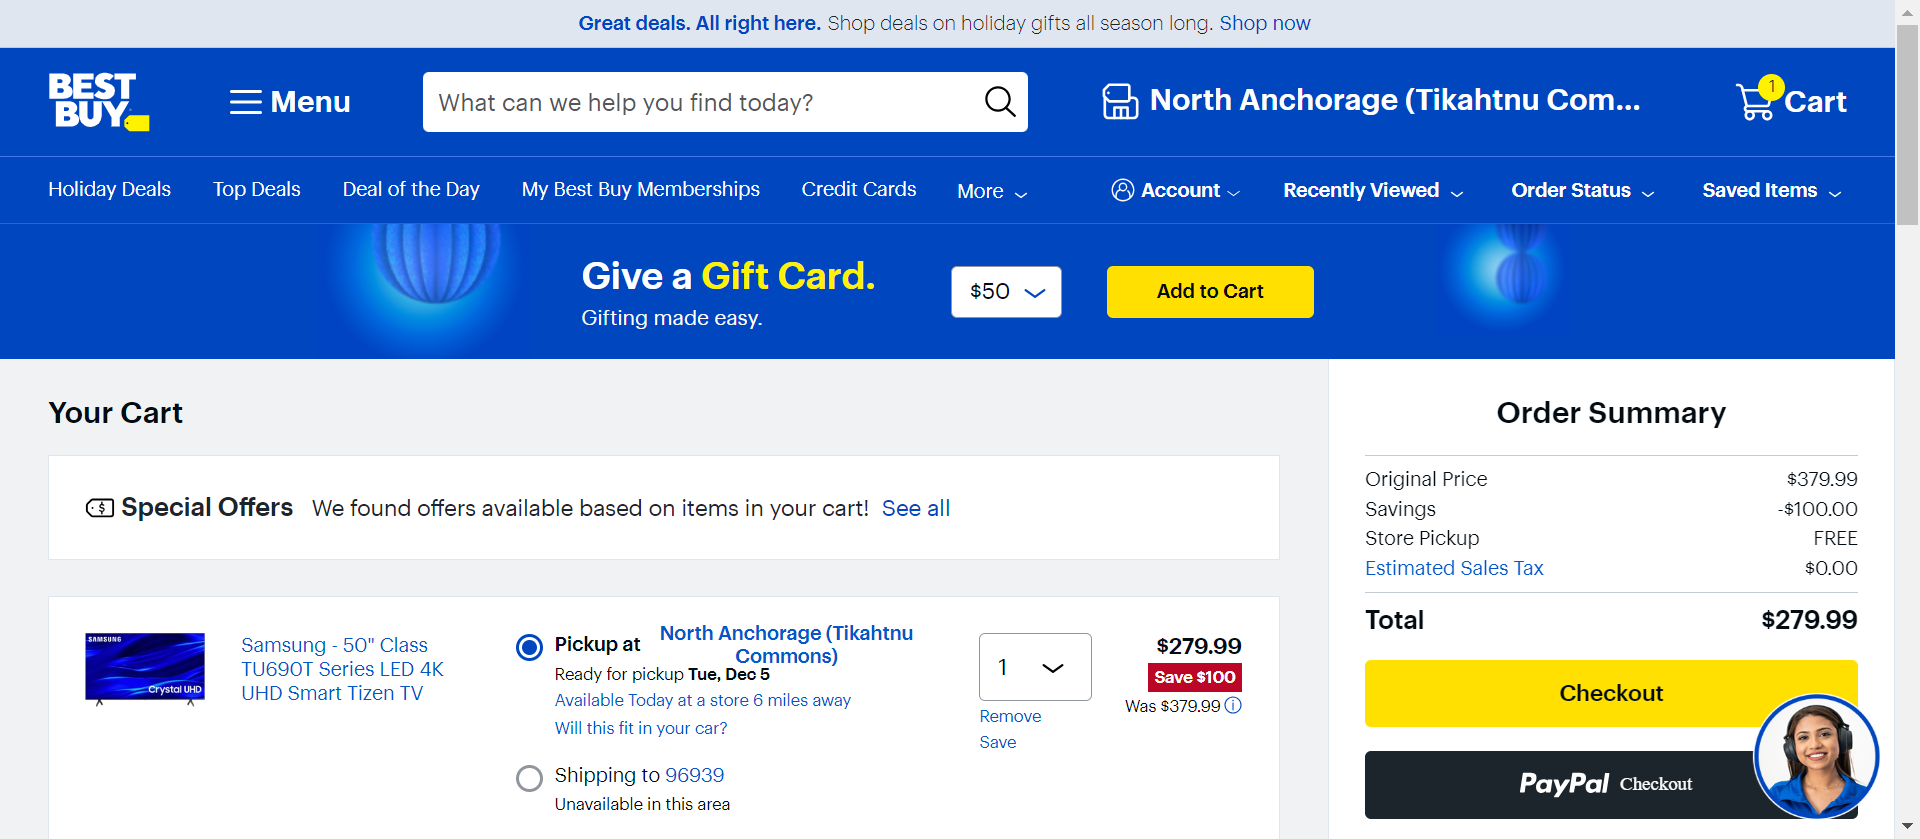 Great deals. All right here. Shop deals on holiday gifts all season long. Shop now
BEST
BUY
Menu
What can we help you find today?
North Anchorage (Tikahtnu Com...
1
Cart
Holiday Deals
Top Deals
Deal of the Day
My Best Buy Memberships
Credit Cards
More
Account
Recently Viewed
Order Status
Saved Items
Give a Gift Card.
Gifting made easy.
$50
Add to Cart
Your Cart
Special Offers We found offers available based on items in your cart! See all
SAMSUNG
Crystal UHD
Samsung - 50" Class
TU690T Series LED 4K
UHD Smart Tizen TV
Pickup at North Anchorage (Tikahtnu
Commons)
Ready for pickup Tue, Dec 5
Available Today at a store 6 miles away
Will this fit in your car?
Shipping to 96939
Unavailable in this area
1
Remove
Save
$279.99
Save $100
Was $379.99
Order Summary
Original Price $379.99
Savings -$100.00
Store Pickup FREE
Estimated Sales Tax $0.00
Total $279.99
Checkout
PayPal Checkout